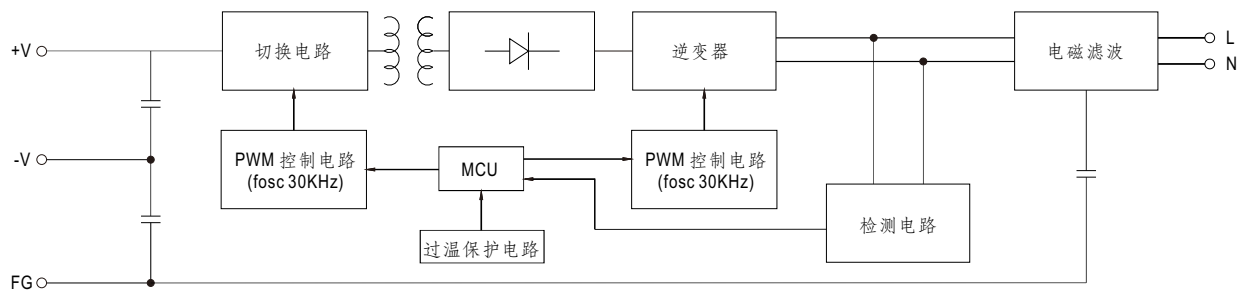 +V
切换电路
逆变器
电磁滤波
L
N
-V
PWM 控制电路
(fosc 30KHz)
MCU
PWM 控制电路
(fosc 30KHz)
检测电路
过温保护电路
FG